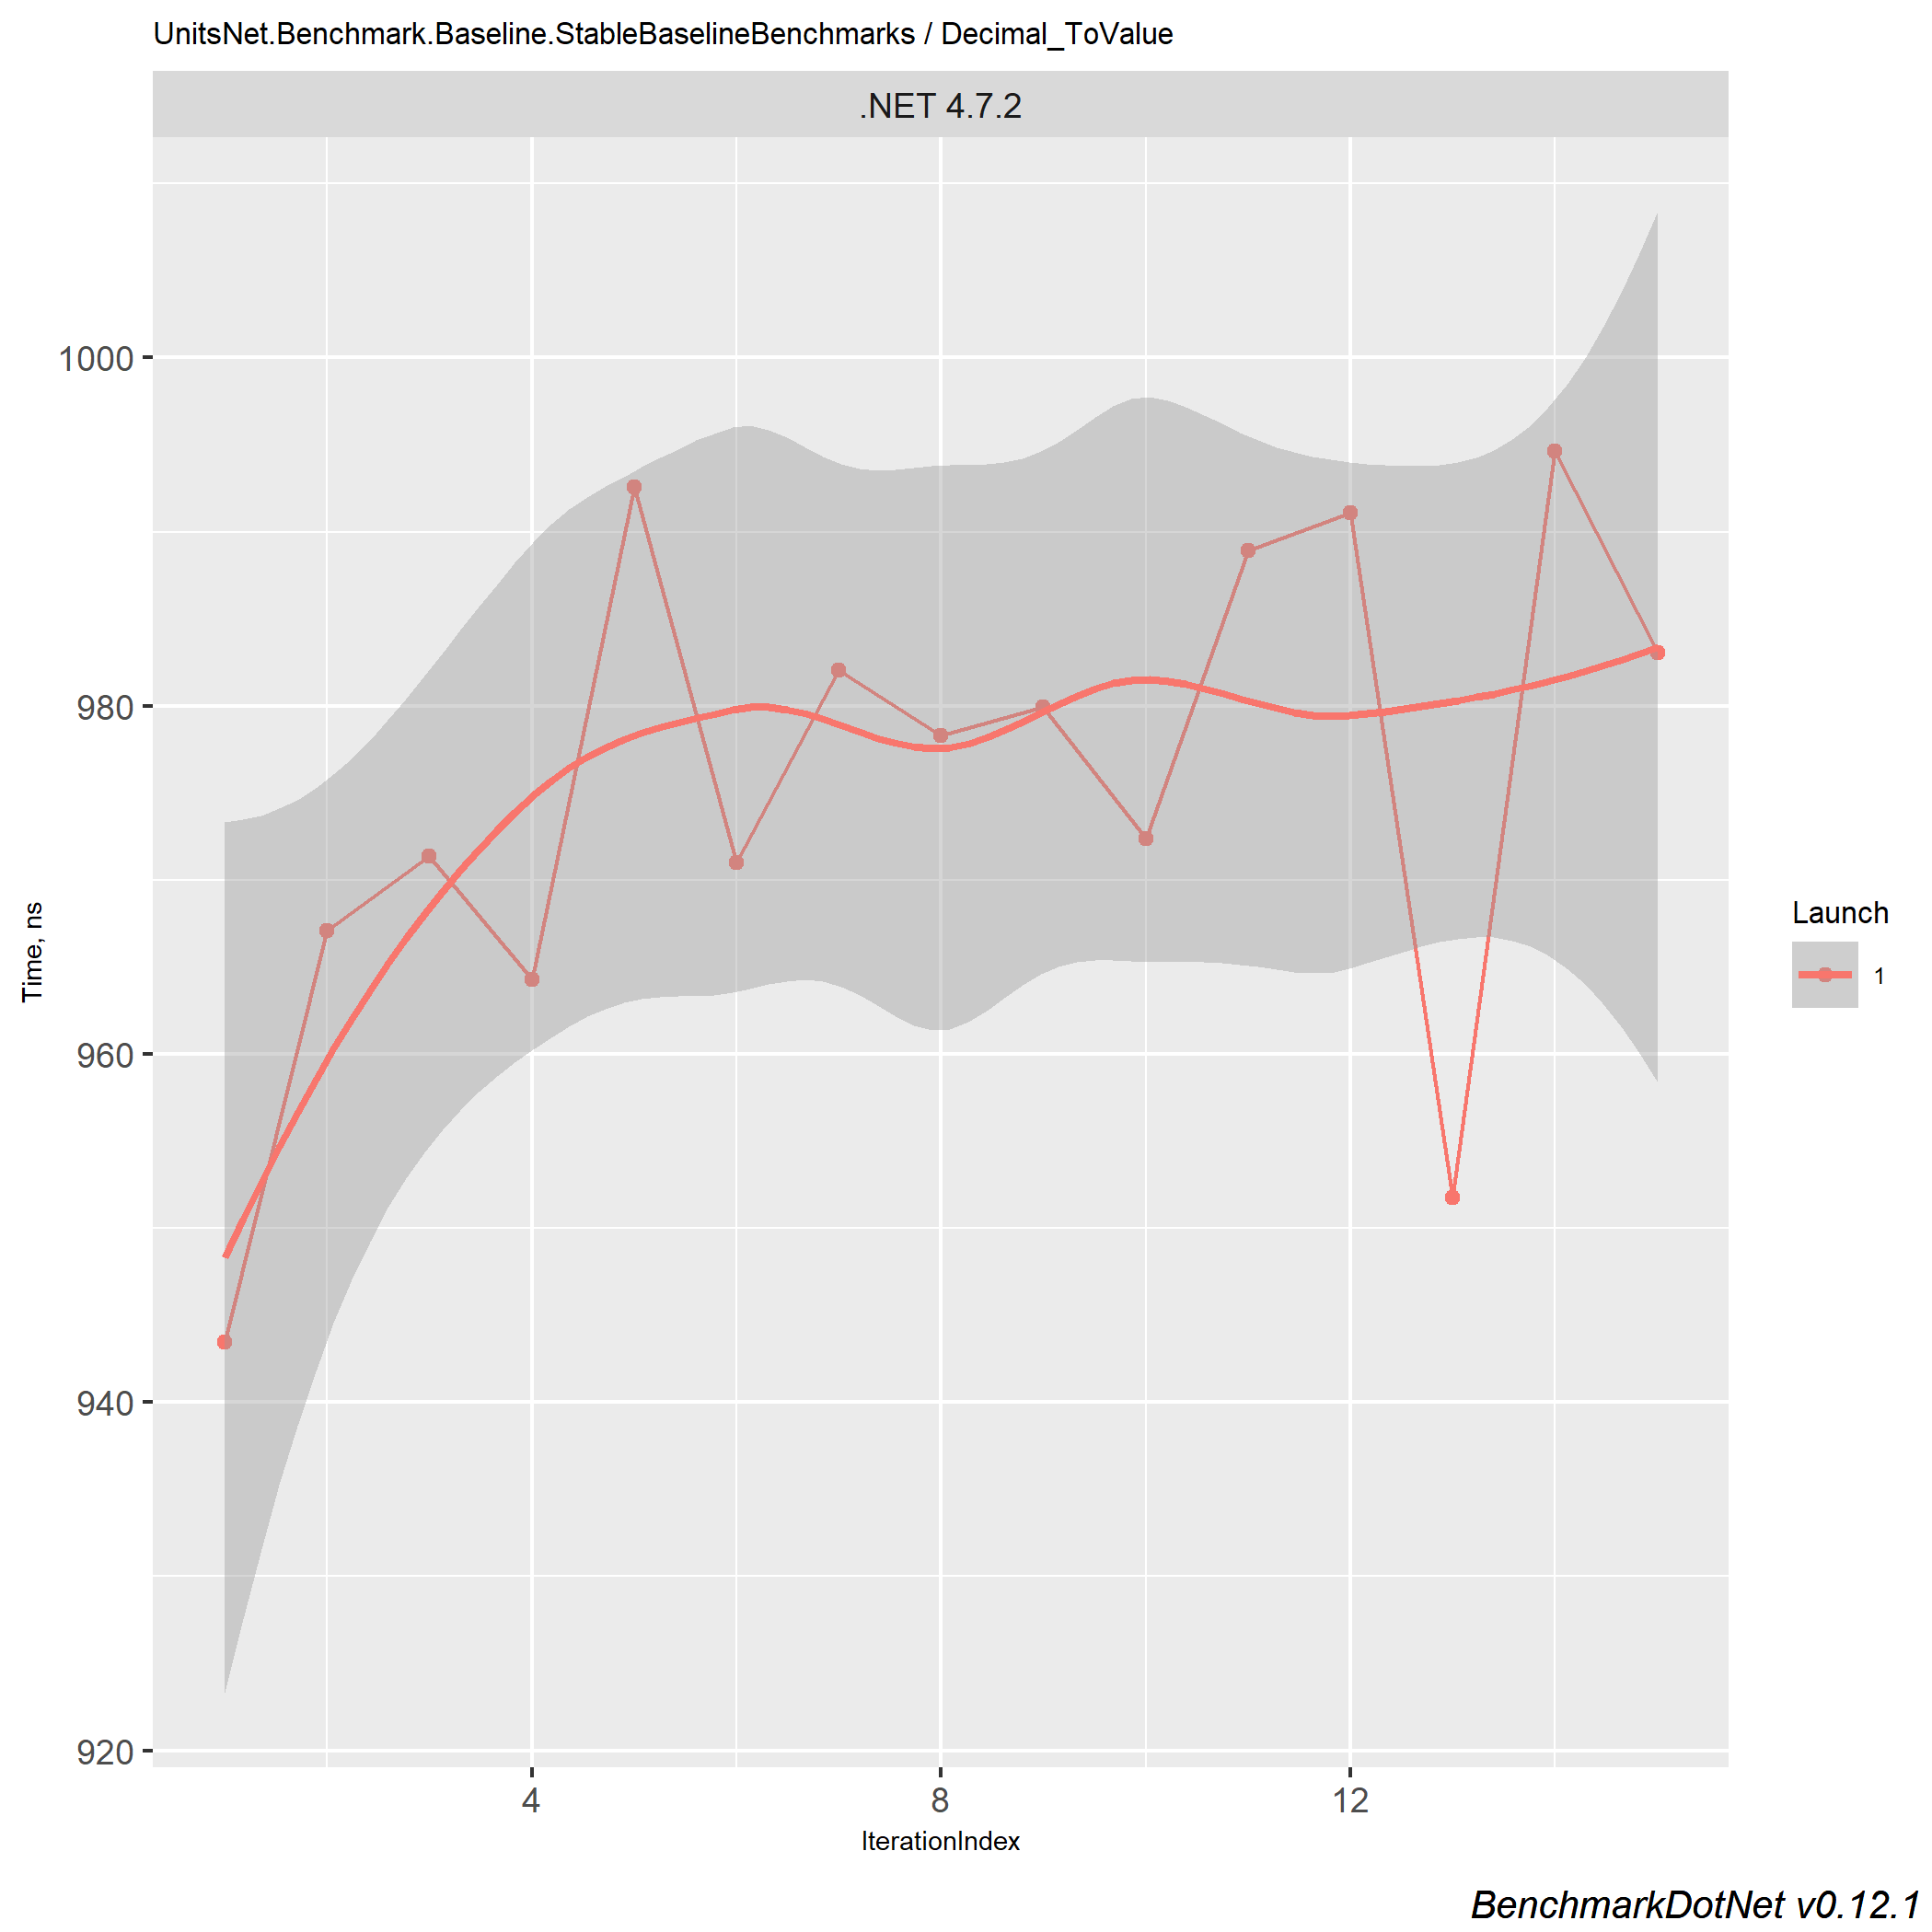 UnitsNet.Benchmark.Baseline.StableBaselineBenchmarks / Decimal_ToValue
.NET 4.7.2
1000
980
960
940
920
Time, ns
4
8
12
IterationIndex
Launch
1
BenchmarkDotNet v0.12.1